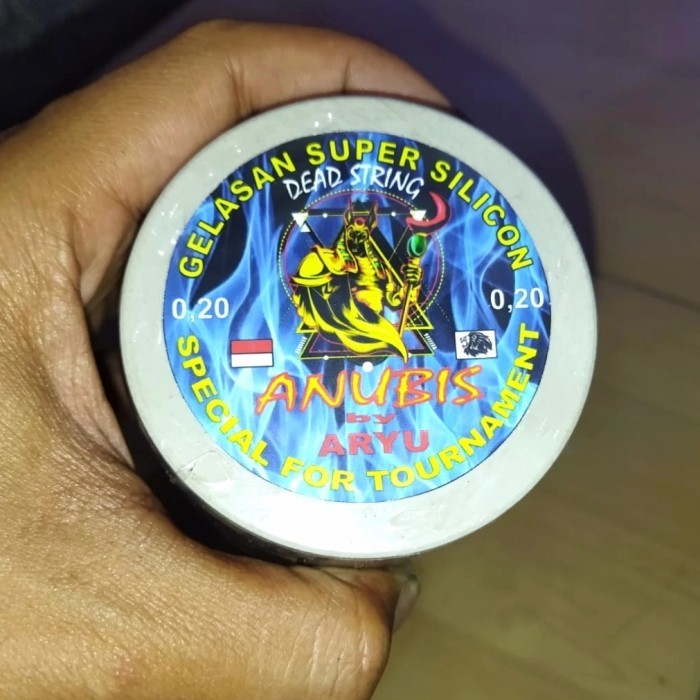 GELASAN SUPER SILICON
DEAD STRING
0,20
0,20
ANUBIS
by
ARYU
SPECIAL FOR TOURNAMENT